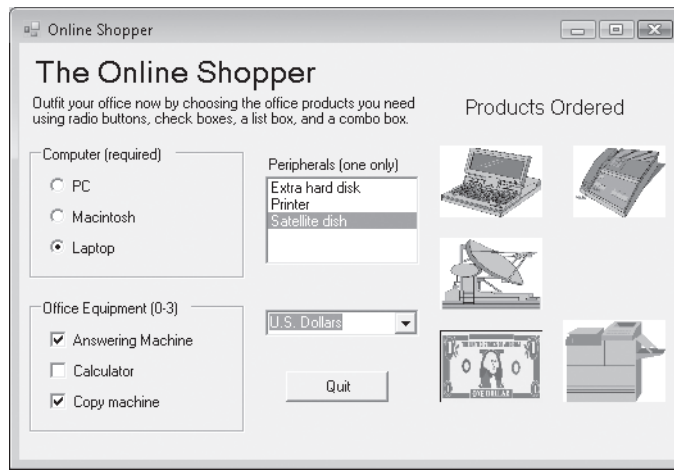 Online Shopper
The Online Shopper
Outfit your office now by choosing the office products you need
using radio buttons, check boxes, a list box, and a combo box.
Products Ordered
Computer (required)
PC
Macintosh
Laptop
Peripherals (one only)
Extra hard disk
Printer
Satellite dish
Office Equipment (0-3)
Answering Machine
Calculator
Copy machine
U.S. Dollars
Quit
ONE DOLLAR